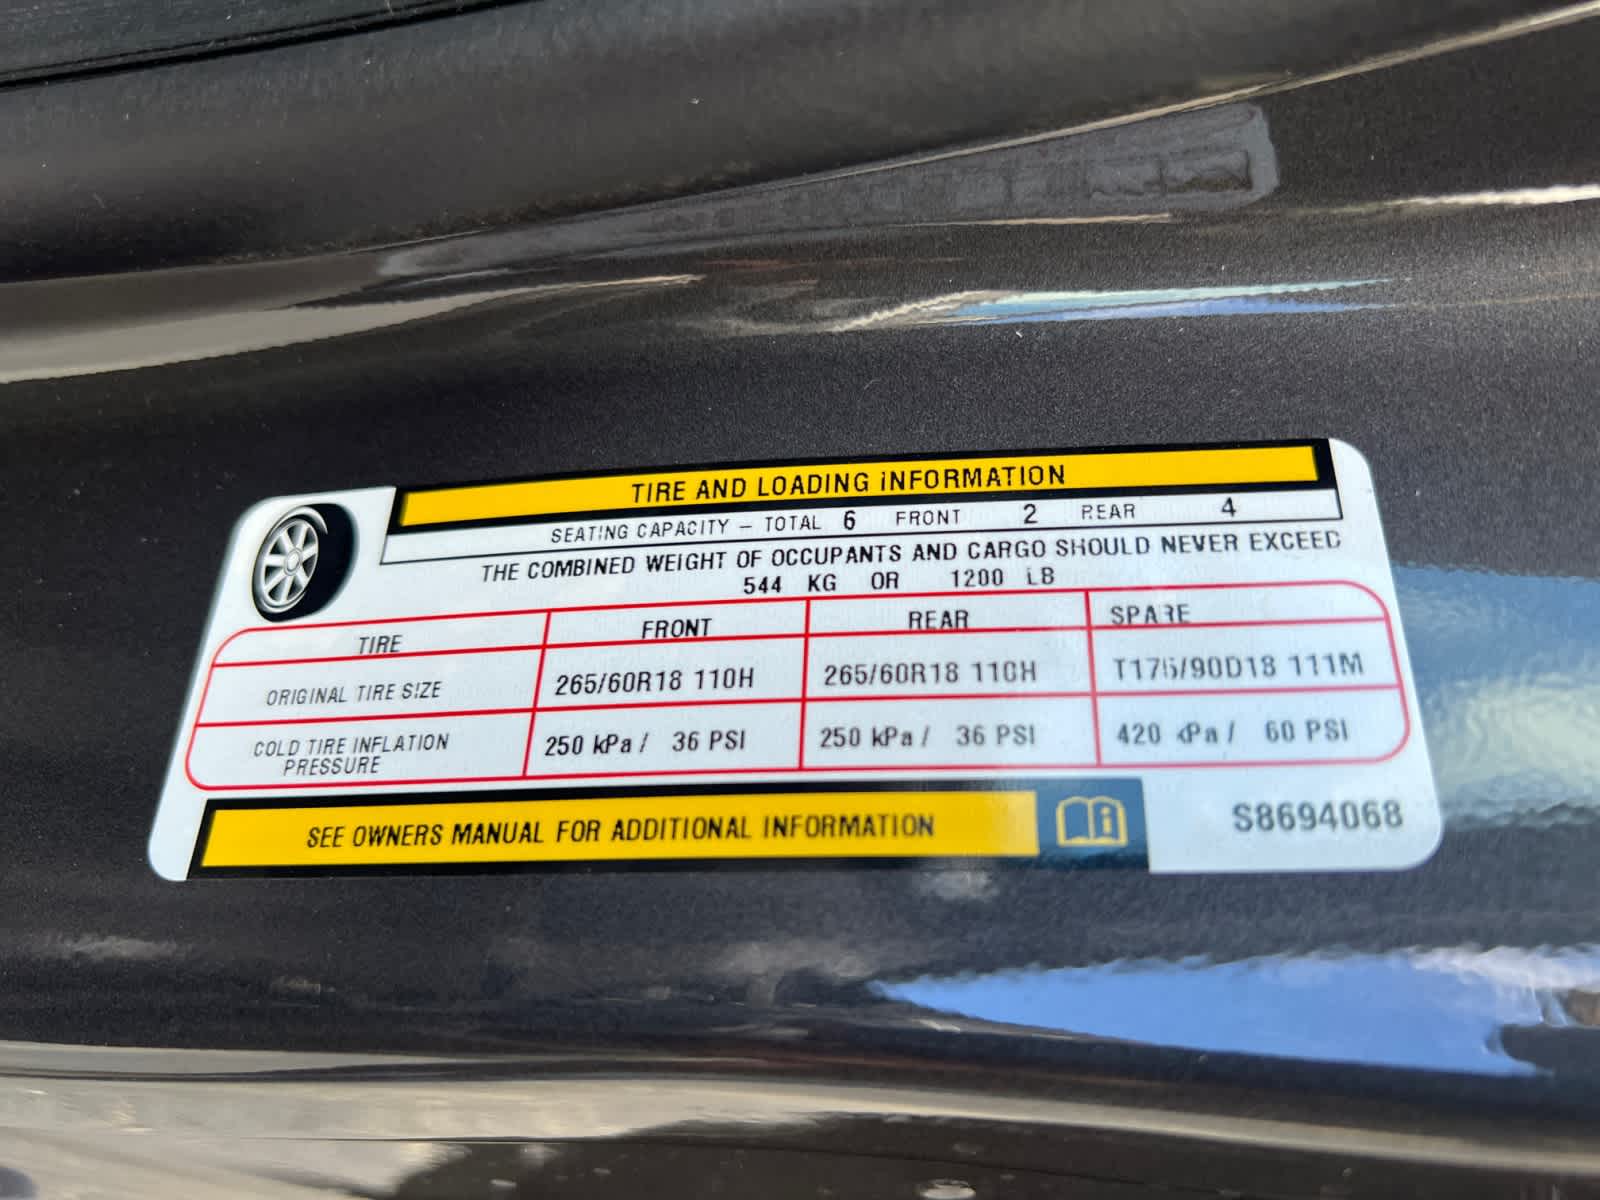 TIRE AND LOADING INFORMATION
SEATING CAPACITY – TOTAL 6 FRONT 2 REAR 4
THE COMBINED WEIGHT OF OCCUPANTS AND CARGO SHOULD NEVER EXCEED
544 KG OR 1200 LB
TIRE FRONT REAR SPARE
ORIGINAL TIRE SIZE 265/60R18 110H 265/60R18 110H T175/90D18 111M
COLD TIRE INFLATION PRESSURE 250 kPa / 36 PSI 250 kPa / 36 PSI 420 kPa / 60 PSI
SEE OWNERS MANUAL FOR ADDITIONAL INFORMATION
S8694068